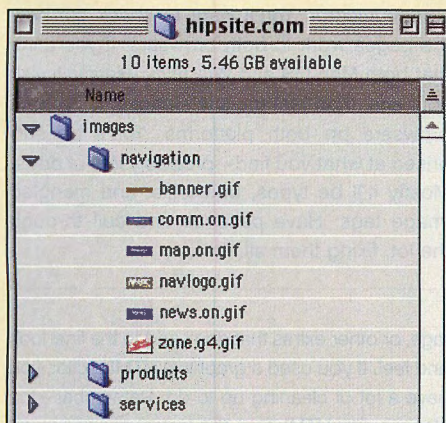 hipsite.com
10 items, 5.46 GB available
Name
images
navigation
banner.gif
comm.on.gif
map.on.gif
navlogo.gif
news.on.gif
zone.g4.gif
products
services